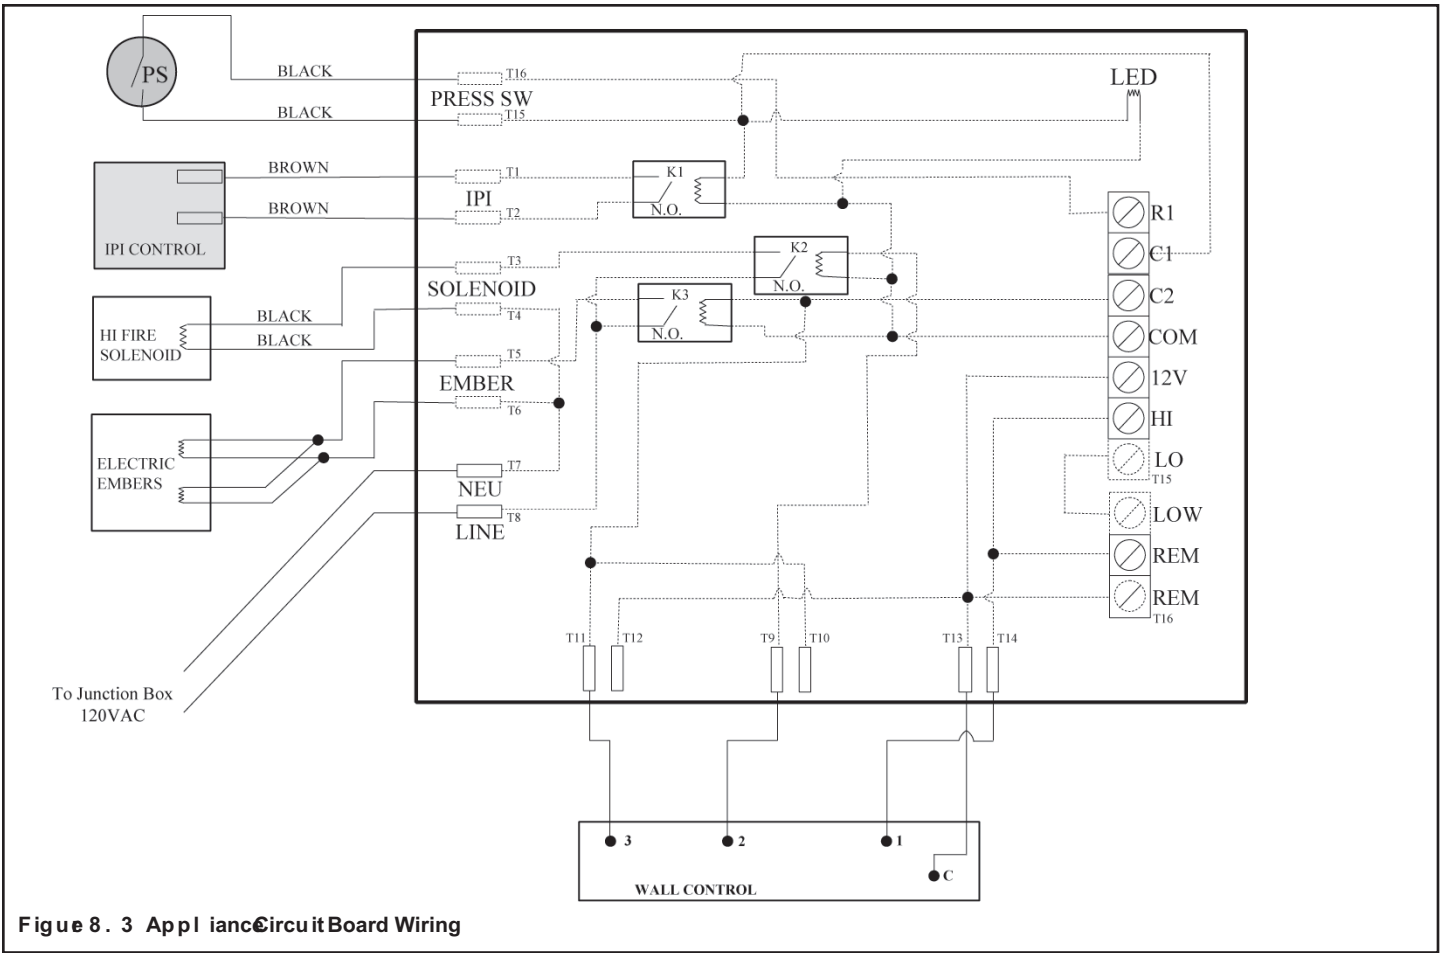 PS
BLACK
T16
PRESS SW
BLACK
T15
LED
BROWN
T1
K1
N.O.
IPI
BROWN
T2
IPI CONTROL
R1
C1
C2
COM
12V
HI
LO
T15
LOW
REM
REM
T16
T3
K2
N.O.
SOLENOID
T4
K3
N.O.
BLACK
BLACK
HI FIRE
SOLENOID
T5
EMBER
T6
ELECTRIC
EMBERS
T7
NEU
T8
LINE
To Junction Box
120VAC
T11 T12 T9 T10 T13 T14
3 2 1
C
WALL CONTROL
Figure 8.3 Appliance Circuit Board Wiring